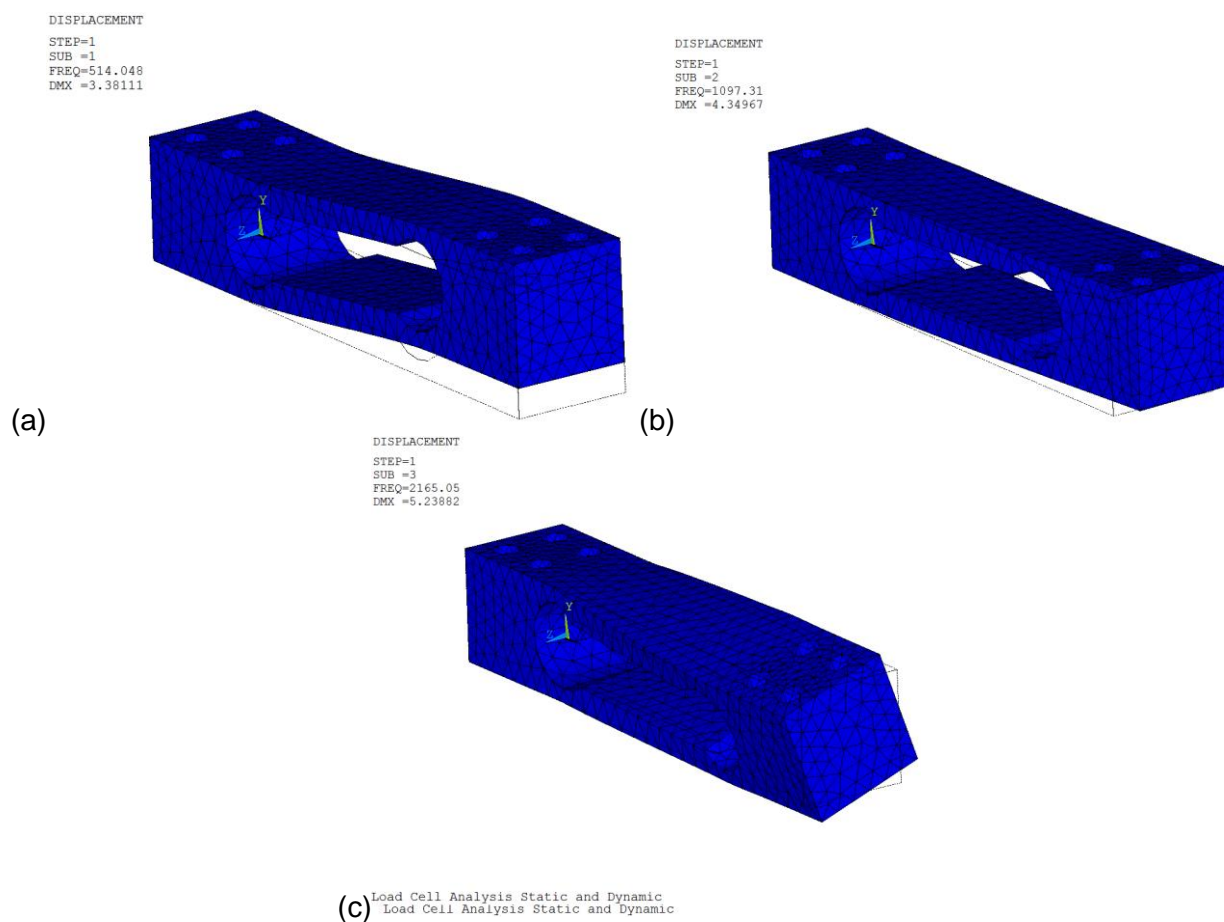 DISPLACEMENT
STEP=1
SUB =1
FREQ=514.048
DMX =3.38111
Y
Z
(a)
DISPLACEMENT
STEP=1
SUB =2
FREQ=1097.31
DMX =4.34967
Y
Z
(b)
DISPLACEMENT
STEP=1
SUB =3
FREQ=2165.05
DMX =5.23882
Y
Z
(c)
Load Cell Analysis Static and Dynamic
Load Cell Analysis Static and Dynamic